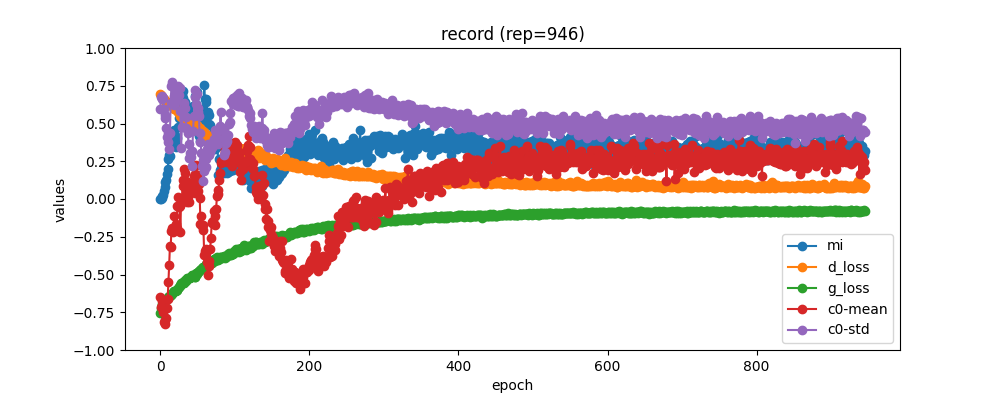 record (rep=946)
1.00
0.75
0.50
0.25
0.00
−0.25
−0.50
−0.75
−1.00
values
0
200
400
600
800
epoch
mi
d_loss
g_loss
c0-mean
c0-std